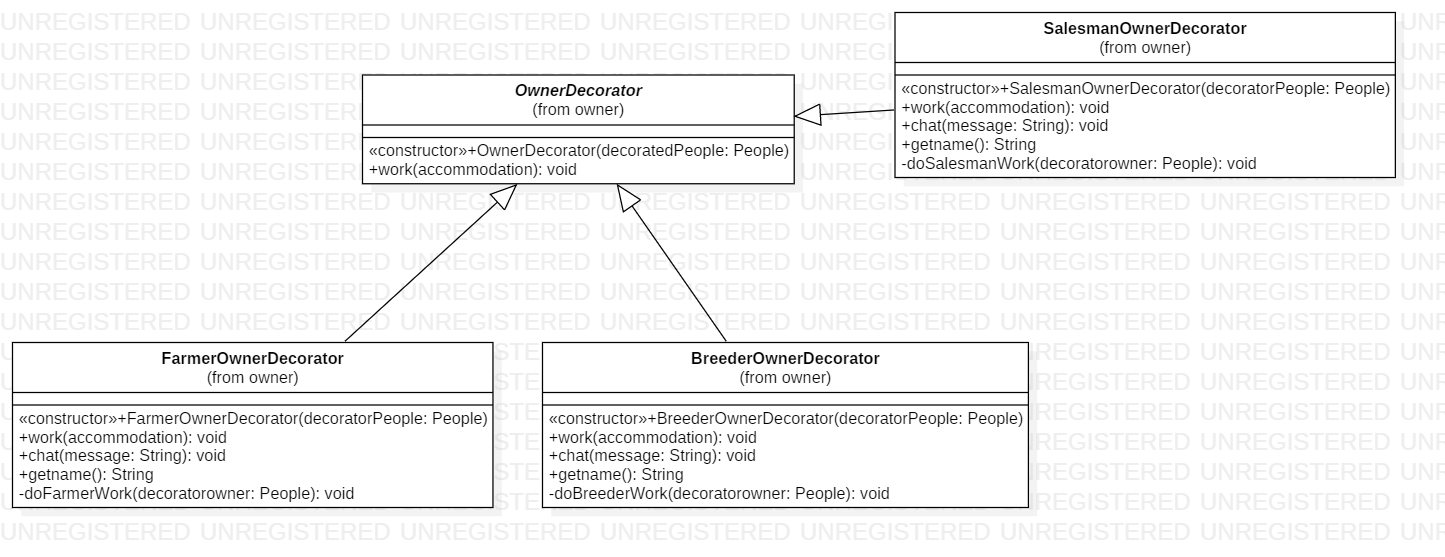 SalesmanOwnerDecorator
(from owner)
«constructor»+SalesmanOwnerDecorator(decoratorPeople: People)
+work(accommodation): void
+chat(message: String): void
+getname(): String
-doSalesmanWork(decoratorowner: People): void
OwnerDecorator
(from owner)
«constructor»+OwnerDecorator(decoratedPeople: People)
+work(accommodation): void
FarmerOwnerDecorator
(from owner)
«constructor»+FarmerOwnerDecorator(decoratorPeople: People)
+work(accommodation): void
+chat(message: String): void
+getname(): String
-doFarmerWork(decoratorowner: People): void
BreederOwnerDecorator
(from owner)
«constructor»+BreederOwnerDecorator(decoratorPeople: People)
+work(accommodation): void
+chat(message: String): void
+getname(): String
-doBreederWork(decoratorowner: People): void
UNREGISTERED